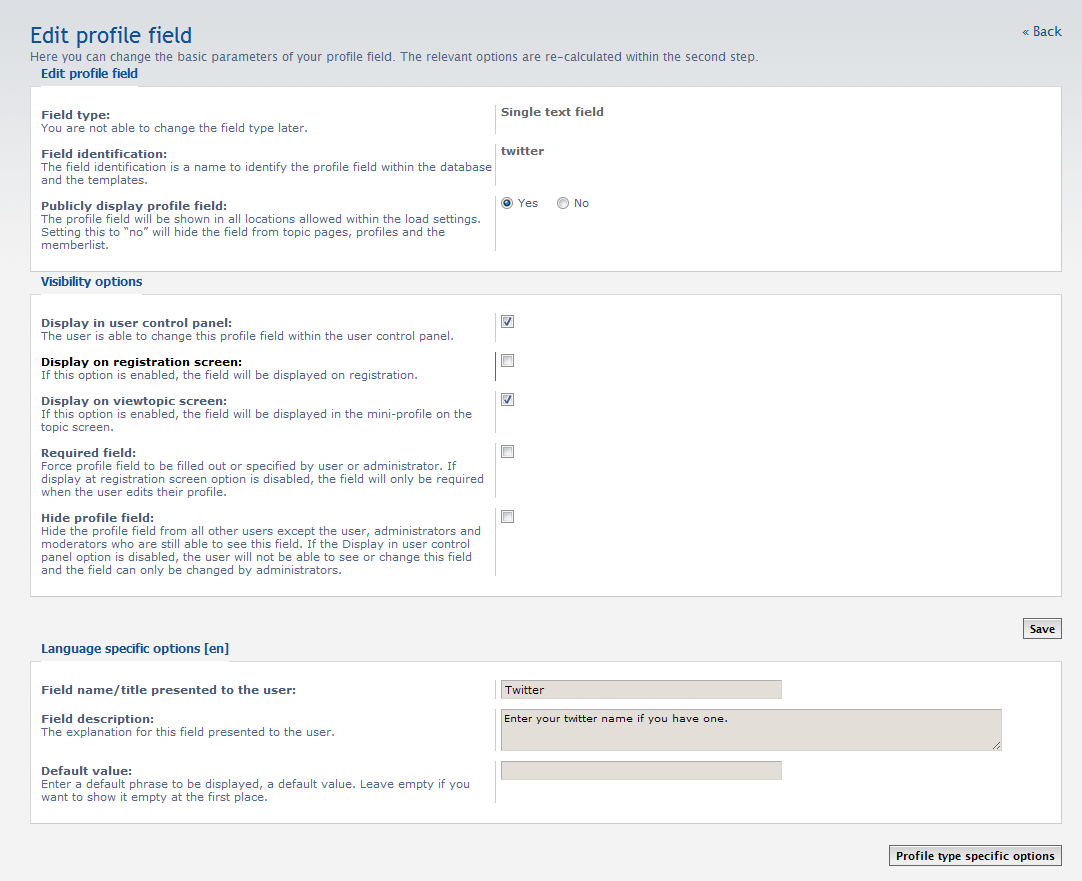 Edit profile field
« Back
Here you can change the basic parameters of your profile field. The relevant options are re-calculated within the second step.
Edit profile field
Field type:
You are not able to change the field type later.
Single text field
Field identification:
The field identification is a name to identify the profile field within the database
and the templates.
twitter
Publicly display profile field:
The profile field will be shown in all locations allowed within the load settings.
Setting this to “no” will hide the field from topic pages, profiles and the
memberlist.
Yes No
Visibility options
Display in user control panel:
The user is able to change this profile field within the user control panel.
Display on registration screen:
If this option is enabled, the field will be displayed on registration.
Display on viewtopic screen:
If this option is enabled, the field will be displayed in the mini-profile on the
topic screen.
Required field:
Force profile field to be filled out or specified by user or administrator. If
display at registration screen option is disabled, the field will only be required
when the user edits their profile.
Hide profile field:
Hide the profile field from all other users except the user, administrators and
moderators who are still able to see this field. If the Display in user control
panel option is disabled, the user will not be able to see or change this field
and the field can only be changed by administrators.
Save
Language specific options [en]
Field name/title presented to the user:
Twitter
Field description:
The explanation for this field presented to the user.
Enter your twitter name if you have one.
Default value:
Enter a default phrase to be displayed, a default value. Leave empty if you
want to show it empty at the first place.
Profile type specific options